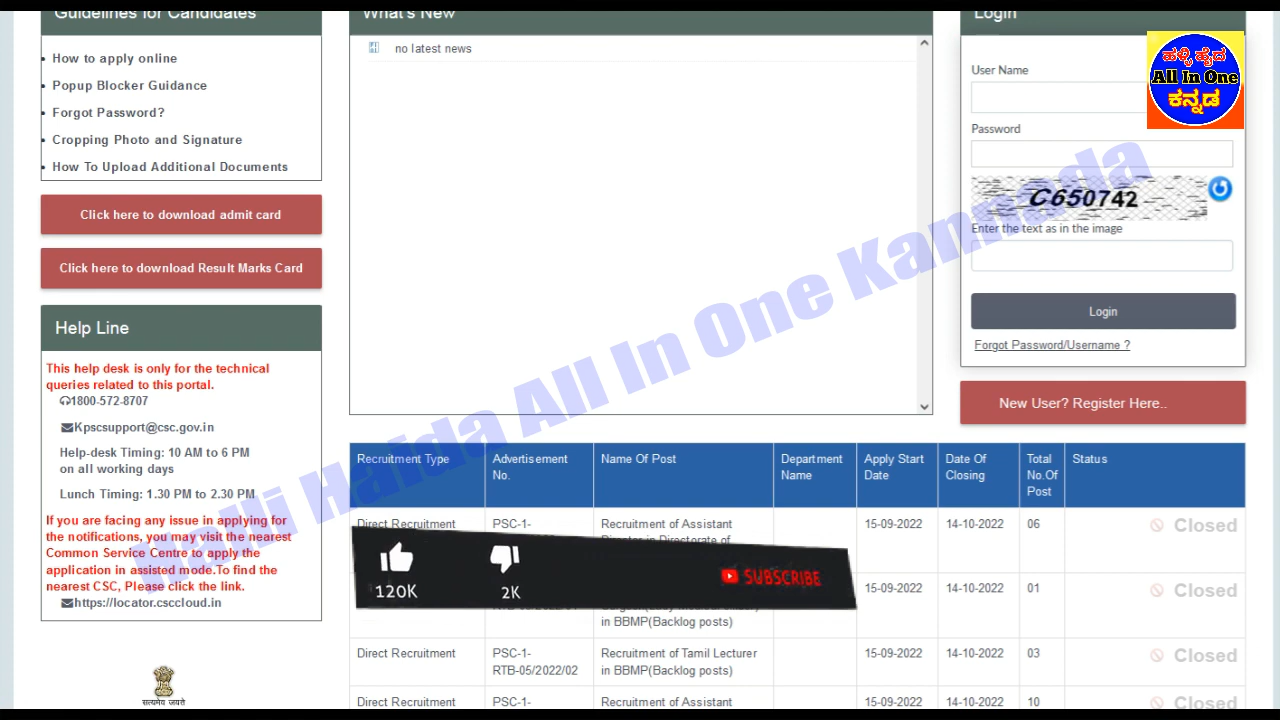 Guidelines for Candidates
How to apply online
Popup Blocker Guidance
Forgot Password?
Cropping Photo and Signature
How To Upload Additional Documents
Click here to download admit card
Click here to download Result Marks Card
Help Line
This help desk is only for the technical
queries related to this portal.
1800-572-8707
Kpscsupport@csc.gov.in
Help-desk Timing: 10 AM to 6 PM
on all working days
Lunch Timing: 1.30 PM to 2.30 PM
If you are facing any issue in applying for
the notifications, you may visit the nearest
Common Service Centre to apply the
application in assisted mode.To find the
nearest CSC, Please click the link.
https://locator.csccloud.in
सत्यमेव जयते
What's New
no latest news
Login
User Name
Password
C650742
Enter the text as in the image
Login
Forgot Password/Username ?
New User? Register Here..
ಹಳ್ಳಿ ಹೈದ
All In One
ಕನ್ನಡ
Halli Haida All In One Kannada
Recruitment Type Advertisement No. Name Of Post Department Name Apply Start Date Date Of Closing Total No.Of Post Status
Direct Recruitment PSC-1- Recruitment of Assistant 15-09-2022 14-10-2022 06 Closed
Director in Directorate of
15-09-2022 14-10-2022 01 Closed
in BBMP(Backlog posts)
120K
2K
SUBSCRIBE
Direct Recruitment PSC-1- Recruitment of Tamil Lecturer 15-09-2022 14-10-2022 03 Closed
RTB-05/2022/02 in BBMP(Backlog posts)
Direct Recruitment PSC-1- Recruitment of Assistant 15-09-2022 14-10-2022 10 Closed